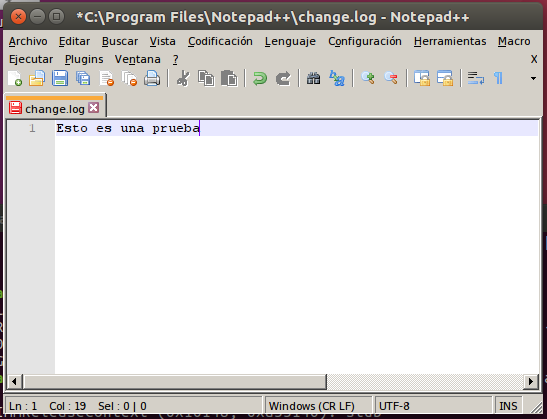 *C:\Program Files\Notepad++\change.log - Notepad++
Archivo Editar Buscar Vista Codificación Lenguaje Configuración Herramientas Macro
Ejecutar Plugins Ventana ? X
change.log
1 Esto es una prueba
Ln : 1 Col : 19 Sel : 0 | 0 Windows (CR LF) UTF-8 INS